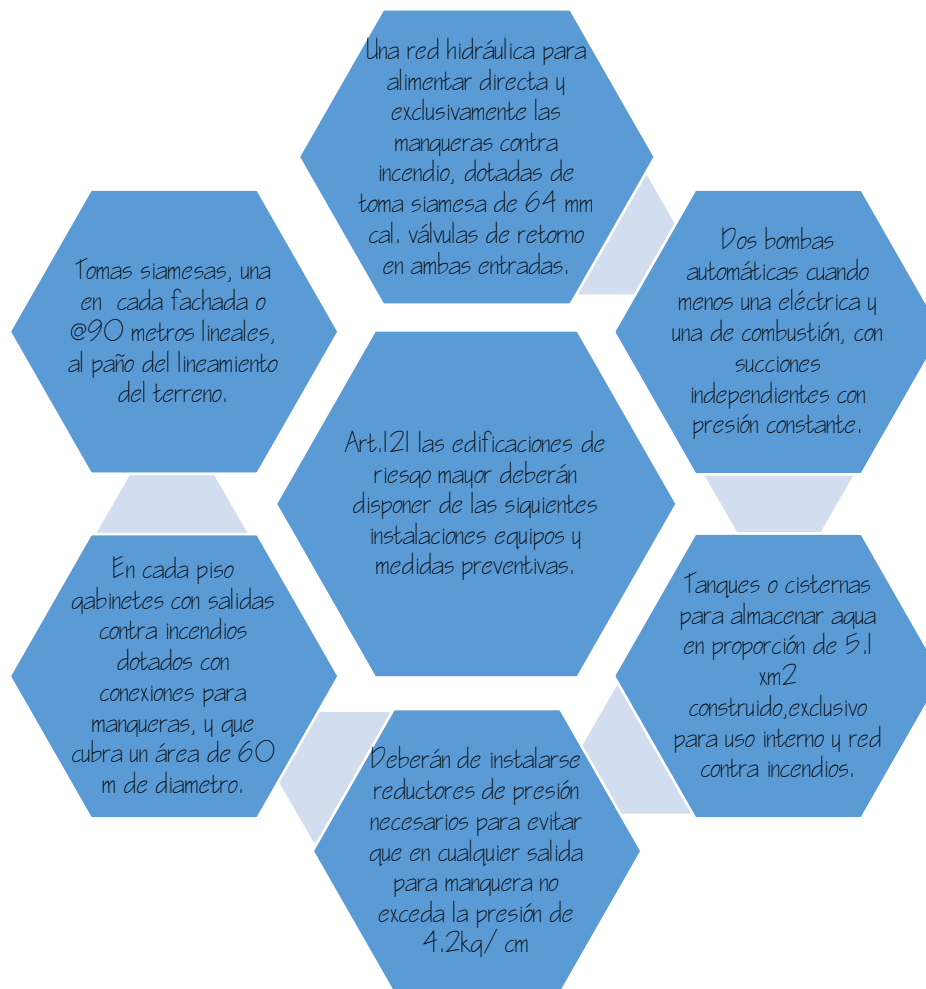 Una red hidráulica para
alimentar directa y
exclusivamente las
mangueras contra
incendio, dotadas de
toma siamesa de 64 mm
cal. válvulas de retorno
en ambas entradas.
Dos bombas
automáticas cuando
menos una eléctrica y
una de combustión, con
succiones
independientes con
presión constante.
Tanques o cisternas
para almacenar agua
en proporción de 5.l
xm2
construido,exclusivo
para uso interno y red
contra incendios.
Deberán de instalarse
reductores de presión
necesarios para evitar
que en cualquier salida
para manguera no
exceda la presión de
4.2kg/ cm
En cada piso
gabinetes con salidas
contra incendios
dotados con
conexiones para
mangueras, y que
cubra un área de 60
m de diametro.
Tomas siamesas, una
en cada fachada o
@90 metros lineales,
al paño del lineamiento
del terreno.
Art.121 las edificaciones de
riesgo mayor deberán
disponer de las siguientes
instalaciones equipos y
medidas preventivas.